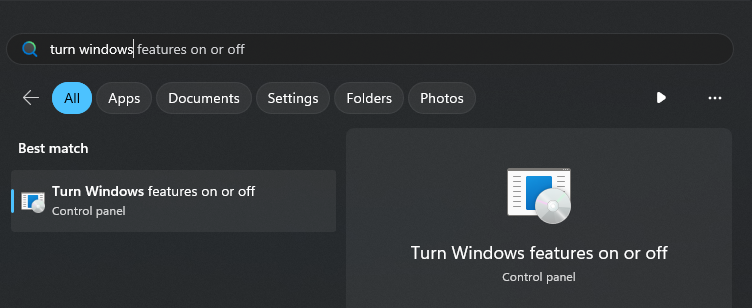 turn windows features on or off
All Apps Documents Settings Folders Photos
Best match
Turn Windows features on or off
Control panel
Turn Windows features on or off
Control panel